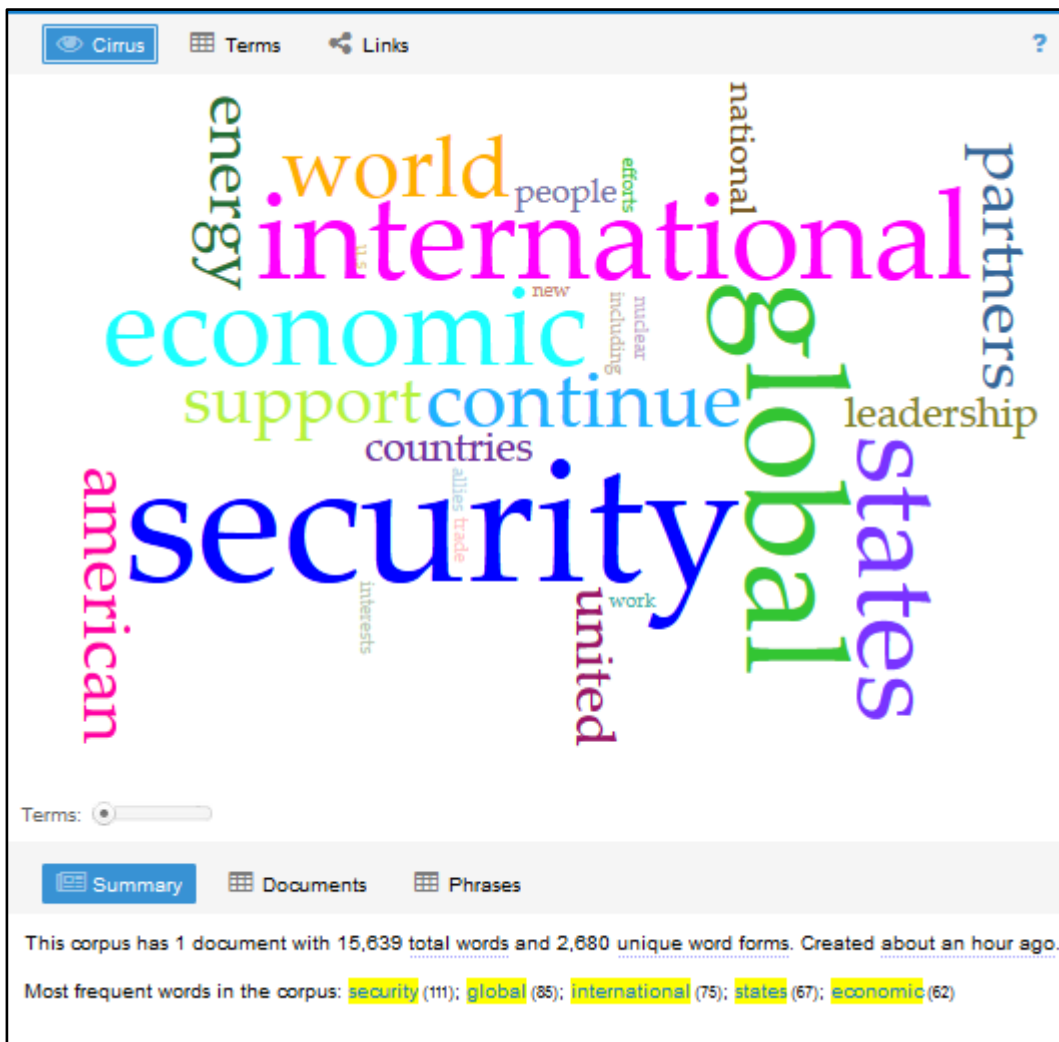 Cirrus Terms Links ?
energy
world
people
efforts
national
partners
international
u.s
new
including
nuclear
economic
global
support
continue
leadership
countries
states
american
allies
trade
security
interests
united
work
Terms:
Summary Documents Phrases
This corpus has 1 document with 15,639 total words and 2,680 unique word forms. Created about an hour ago.
Most frequent words in the corpus: security (111); global (85); international (75); states (67); economic (62)